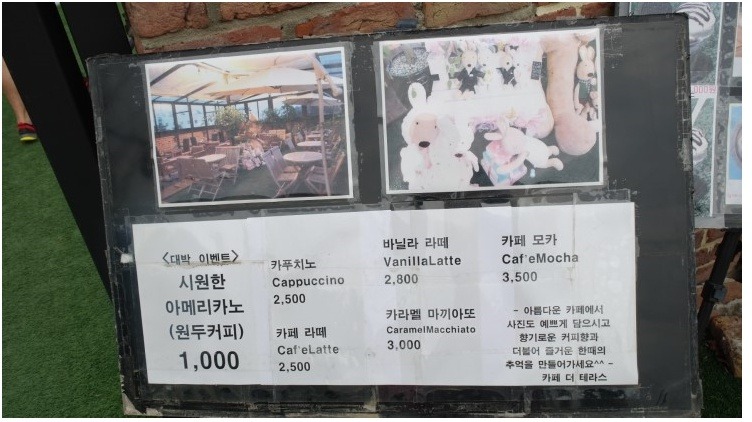 <대박 이벤트>
시원한
아메리카노
(원두커피)
1,000
카푸치노
Cappuccino
2,500
카페 라떼
Caf'eLatte
2,500
바닐라 라떼
VanillaLatte
2,800
카라멜 마끼아또
CaramelMacchiato
3,000
카페 모카
Caf'eMocha
3,500
- 아름다운 카페에서
사진도 예쁘게 담으시고
향기로운 커피향과
더불어 즐거운 한때의
추억을 만들어가세요^^ -
카페 더 테라스